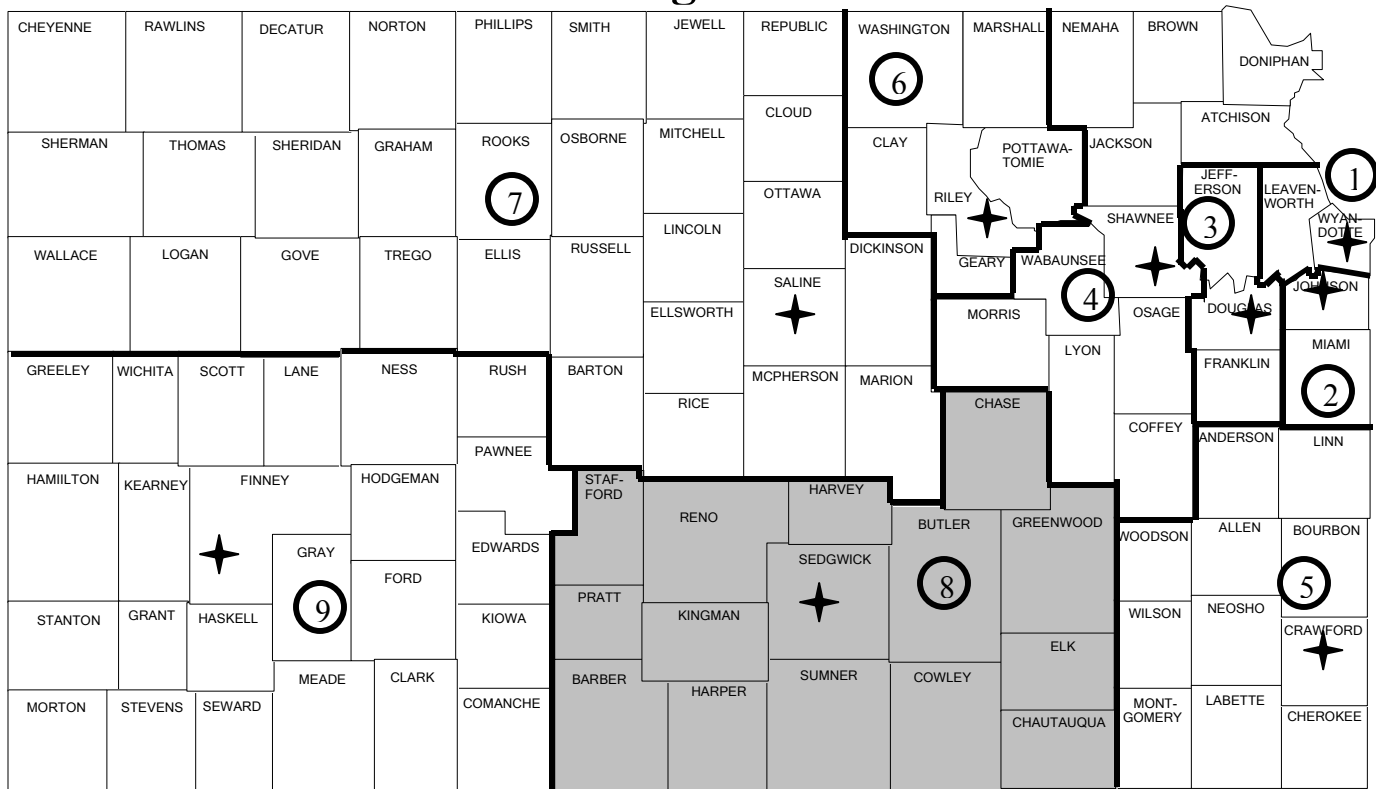 CHEYENNE RAWLINS DECATUR NORTON PHILLIPS SMITH JEWELL REPUBLIC WASHINGTON MARSHALL NEMAHA BROWN
DONIPHAN
6
CLOUD
ATCHISON
SHERMAN THOMAS SHERIDAN GRAHAM ROOKS OSBORNE MITCHELL CLAY POTTAWA-
TOMIE JACKSON
JEFF-
ERSON
LEAVEN-
WORTH
1
7
OTTAWA
RILEY
SHAWNEE
3
WYAN-
DOTTE
LINCOLN
WALLACE LOGAN GOVE TREGO ELLIS RUSSELL DICKINSON
GEARY WABAUNSEE
SALINE
4
JOHNSON
ELLSWORTH
MORRIS
OSAGE
DOUGLAS
LYON
MIAMI
GREELEY WICHITA SCOTT LANE NESS RUSH BARTON MCPHERSON MARION
FRANKLIN
2
RICE
CHASE
COFFEY
ANDERSON
LINN
PAWNEE
HAMIILTON KEARNEY FINNEY HODGEMAN
STAF-
FORD
HARVEY
RENO
BUTLER
GREENWOOD
WOODSON
ALLEN
BOURBON
GRAY
EDWARDS
SEDGWICK
FORD
8
5
9
PRATT
STANTON GRANT HASKELL KIOWA
KINGMAN
WILSON
NEOSHO
CRAWFORD
ELK
MEADE CLARK
BARBER HARPER SUMNER COWLEY
MORTON STEVENS SEWARD COMANCHE
CHAUTAUQUA
MONT-
GOMERY
LABETTE
CHEROKEE